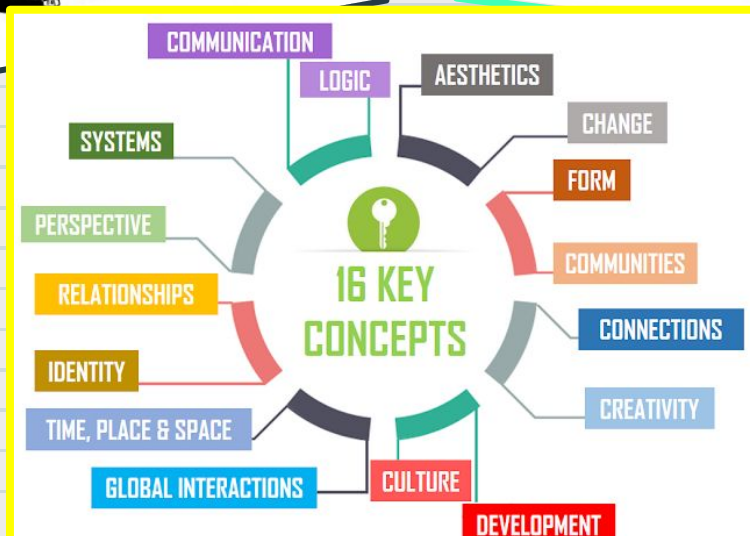 COMMUNICATION
LOGIC
AESTHETICS
CHANGE
SYSTEMS
FORM
PERSPECTIVE
COMMUNITIES
RELATIONSHIPS
16 KEY
CONCEPTS
CONNECTIONS
IDENTITY
CREATIVITY
TIME, PLACE & SPACE
CULTURE
GLOBAL INTERACTIONS
DEVELOPMENT